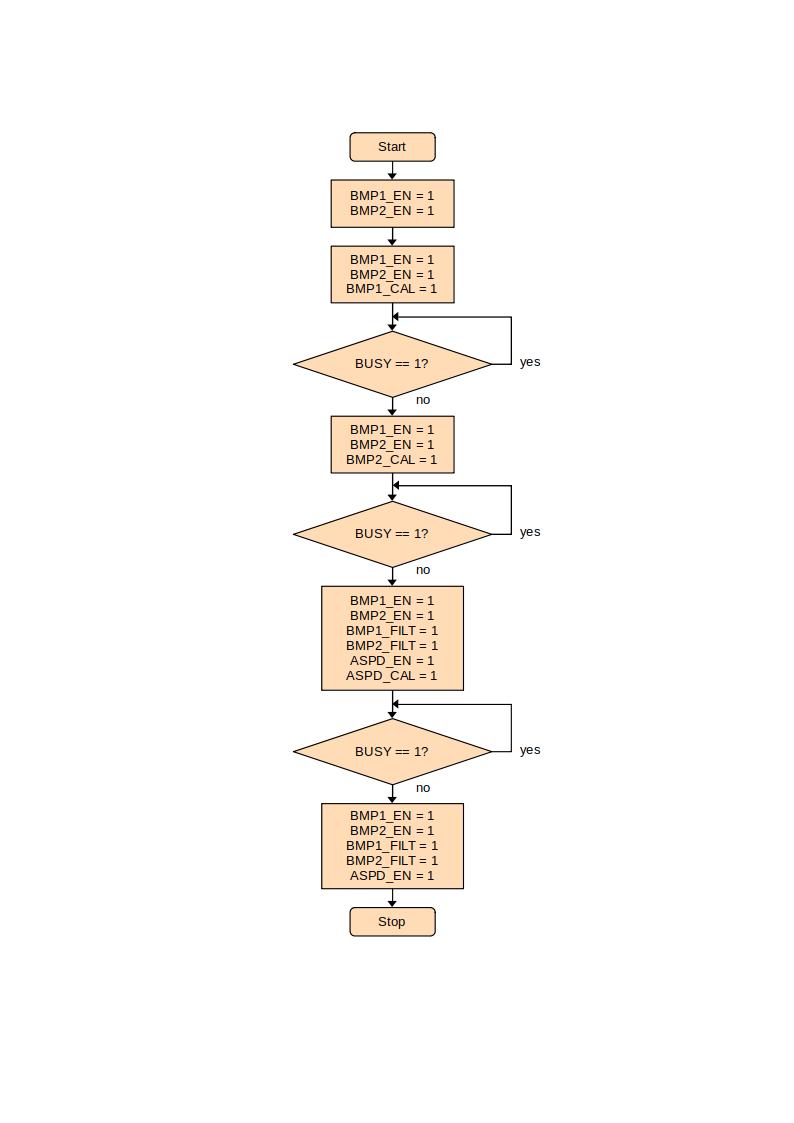 Start
BMP1_EN = 1
BMP2_EN = 1
BMP1_EN = 1
BMP2_EN = 1
BMP1_CAL = 1
BUSY == 1?
yes
no
BMP1_EN = 1
BMP2_EN = 1
BMP2_CAL = 1
BUSY == 1?
yes
no
BMP1_EN = 1
BMP2_EN = 1
BMP1_FILT = 1
BMP2_FILT = 1
ASPD_EN = 1
ASPD_CAL = 1
BUSY == 1?
yes
no
BMP1_EN = 1
BMP2_EN = 1
BMP1_FILT = 1
BMP2_FILT = 1
ASPD_EN = 1
Stop